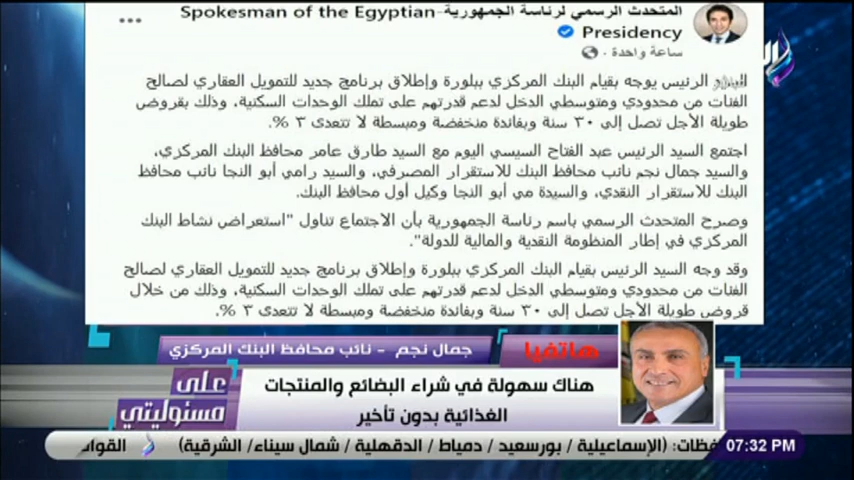 المتحدث الرسمي لرئاسة الجمهورية-Spokesman of the Egyptian
Presidency
ساعة واحدة ·
الرئيس يوجه بقيام البنك المركزي ببلورة وإطلاق برنامج جديد للتمويل العقاري لصالح
الفئات من محدودي ومتوسطي الدخل لدعم قدرتهم على تملك الوحدات السكنية، وذلك بقروض
طويلة الأجل تصل إلى ٣٠ سنة وبفائدة منخفضة ومبسطة لا تتعدى ٣ %.
اجتمع السيد الرئيس عبد الفتاح السيسي اليوم مع السيد طارق عامر محافظ البنك المركزي،
والسيد جمال نجم نائب محافظ البنك للاستقرار المصرفي، والسيد رامي أبو النجا نائب محافظ
البنك للاستقرار النقدي، والسيدة مي أبو النجا وكيل أول محافظ البنك.
وصرح المتحدث الرسمي باسم رئاسة الجمهورية بأن الاجتماع تناول "استعراض نشاط البنك
المركزي في إطار المنظومة النقدية والمالية للدولة".
وقد وجه السيد الرئيس بقيام البنك المركزي ببلورة وإطلاق برنامج جديد للتمويل العقاري لصالح
الفئات من محدودي ومتوسطي الدخل لدعم قدرتهم على تملك الوحدات السكنية، وذلك من خلال
قروض طويلة الأجل تصل إلى ٣٠ سنة وبفائدة منخفضة ومبسطة لا تتعدى ٣ %.
هاتفيا
جمال نجم - نائب محافظ البنك المركزي
هناك سهولة في شراء البضائع والمنتجات
الغذائية بدون تأخير
على
مسئوليتي
07:32 PM
فظات: (الإسماعيلية / بورسعيد / دمياط / الدقهلية / شمال سيناء/ الشرقية)
القوات